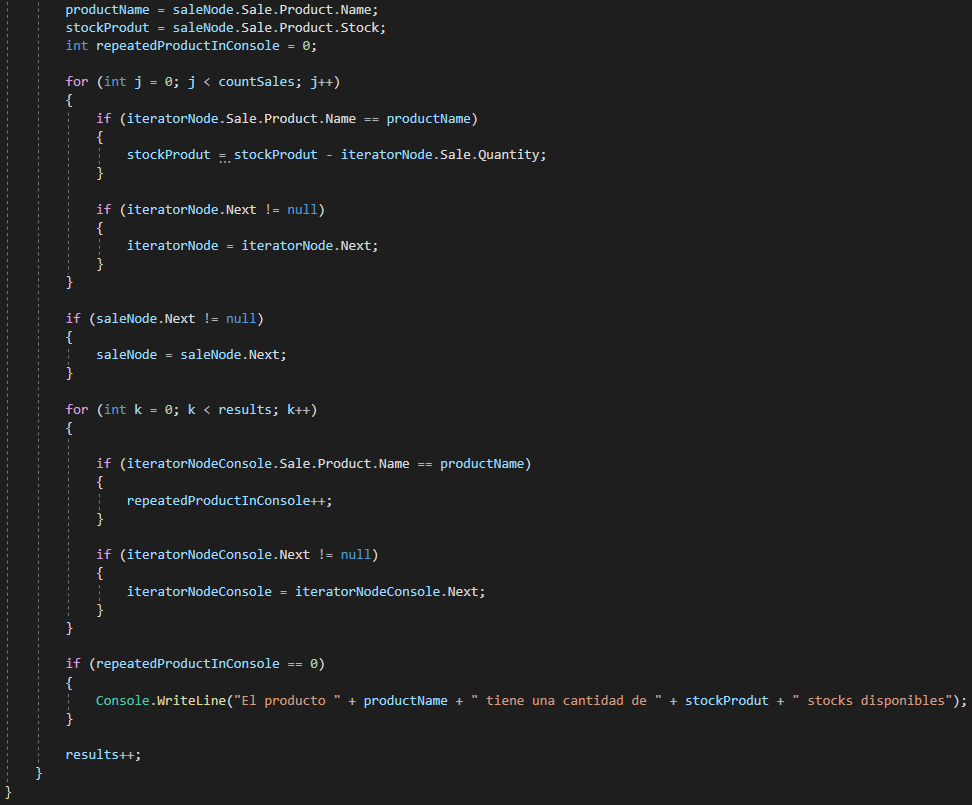 productName = saleNode.Sale.Product.Name;
stockProdut = saleNode.Sale.Product.Stock;
int repeatedProductInConsole = 0;
for (int j = 0; j < countSales; j++)
{
if (iteratorNode.Sale.Product.Name == productName)
{
stockProdut = stockProdut - iteratorNode.Sale.Quantity;
}
if (iteratorNode.Next != null)
{
iteratorNode = iteratorNode.Next;
}
}
if (saleNode.Next != null)
{
saleNode = saleNode.Next;
}
for (int k = 0; k < results; k++)
{
if (iteratorNodeConsole.Sale.Product.Name == productName)
{
repeatedProductInConsole++;
}
if (iteratorNodeConsole.Next != null)
{
iteratorNodeConsole = iteratorNodeConsole.Next;
}
}
if (repeatedProductInConsole == 0)
{
Console.WriteLine("El producto " + productName + " tiene una cantidad de " + stockProdut + " stocks disponibles");
}
results++;
}
}